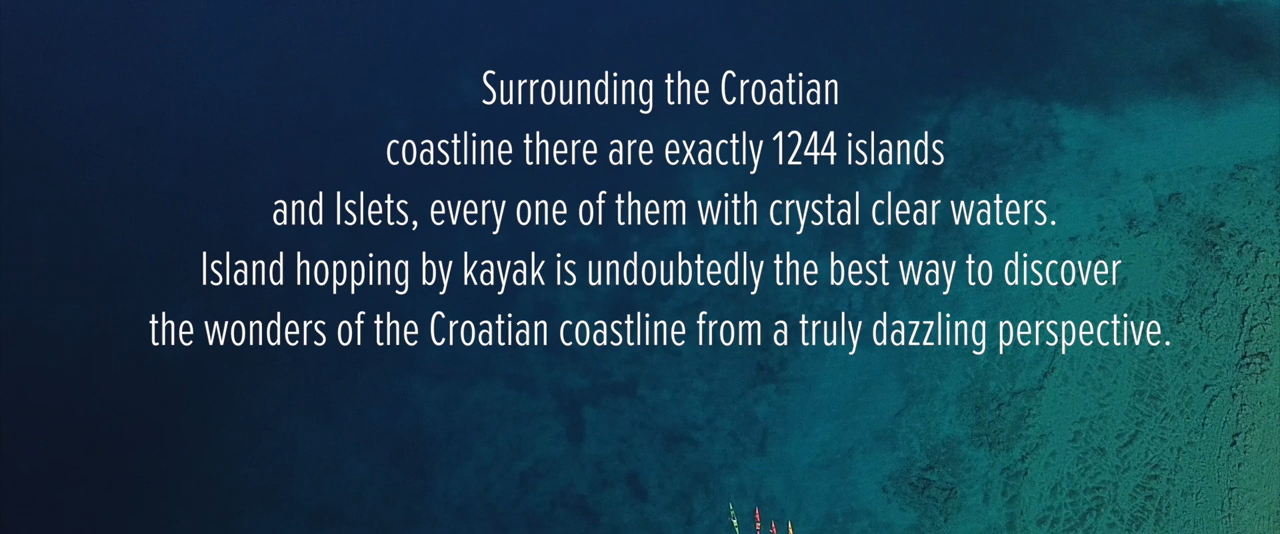 Surrounding the Croatian
coastline there are exactly 1244 islands
and Islets, every one of them with crystal clear waters.
Island hopping by kayak is undoubtedly the best way to discover
the wonders of the Croatian coastline from a truly dazzling perspective.